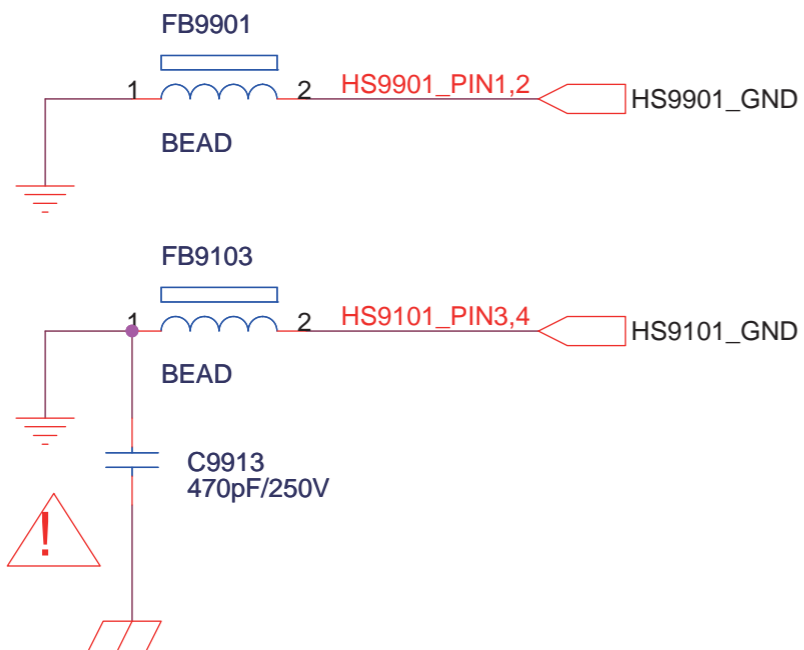 FB9901
1 2 HS9901_PIN1,2 HS9901_GND
BEAD
FB9103
1 2 HS9101_PIN3,4 HS9101_GND
BEAD
C9913
470pF/250V
!